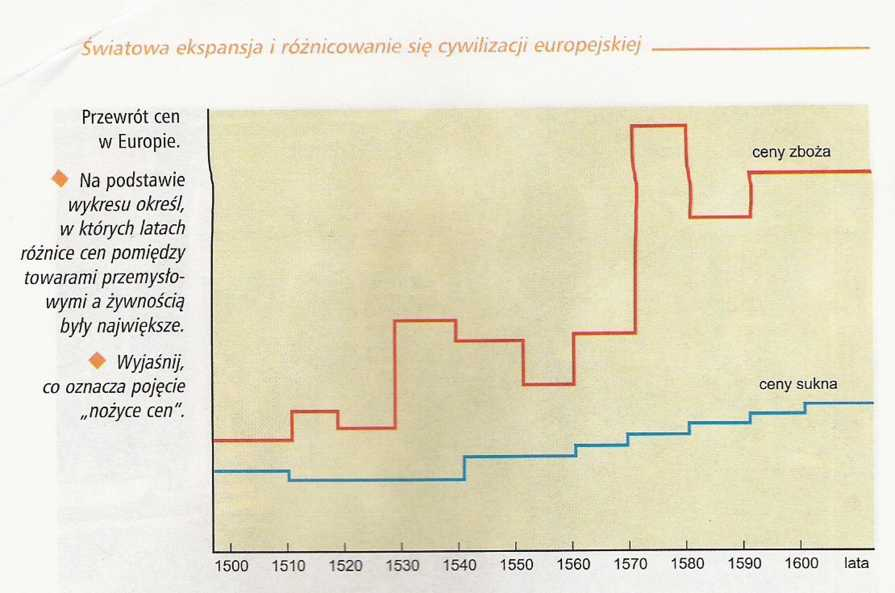 Światowa ekspansja i różnicowanie się cywilizacji europejskiej
Przewrót cen
w Europie.
Na podstawie
wykresu określ,
w których latach
różnice cen pomiędzy
towarami przemysło-
wymi a żywnością
były największe.
Wyjaśnij,
co oznacza pojęcie
„nożyce cen”.
ceny zboża
ceny sukna
1500 1510 1520 1530 1540 1550 1560 1570 1580 1590 1600 lata